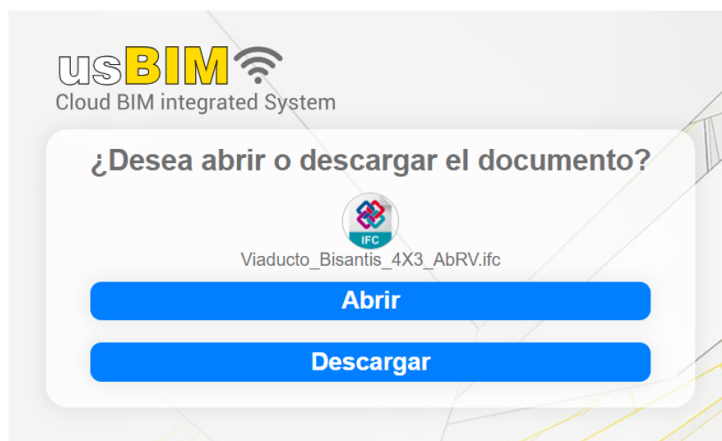 usBIM
Cloud BIM integrated System
¿Desea abrir o descargar el documento?
IFC
Viaducto_Bisantis_4X3_AbRV.ifc
Abrir
Descargar